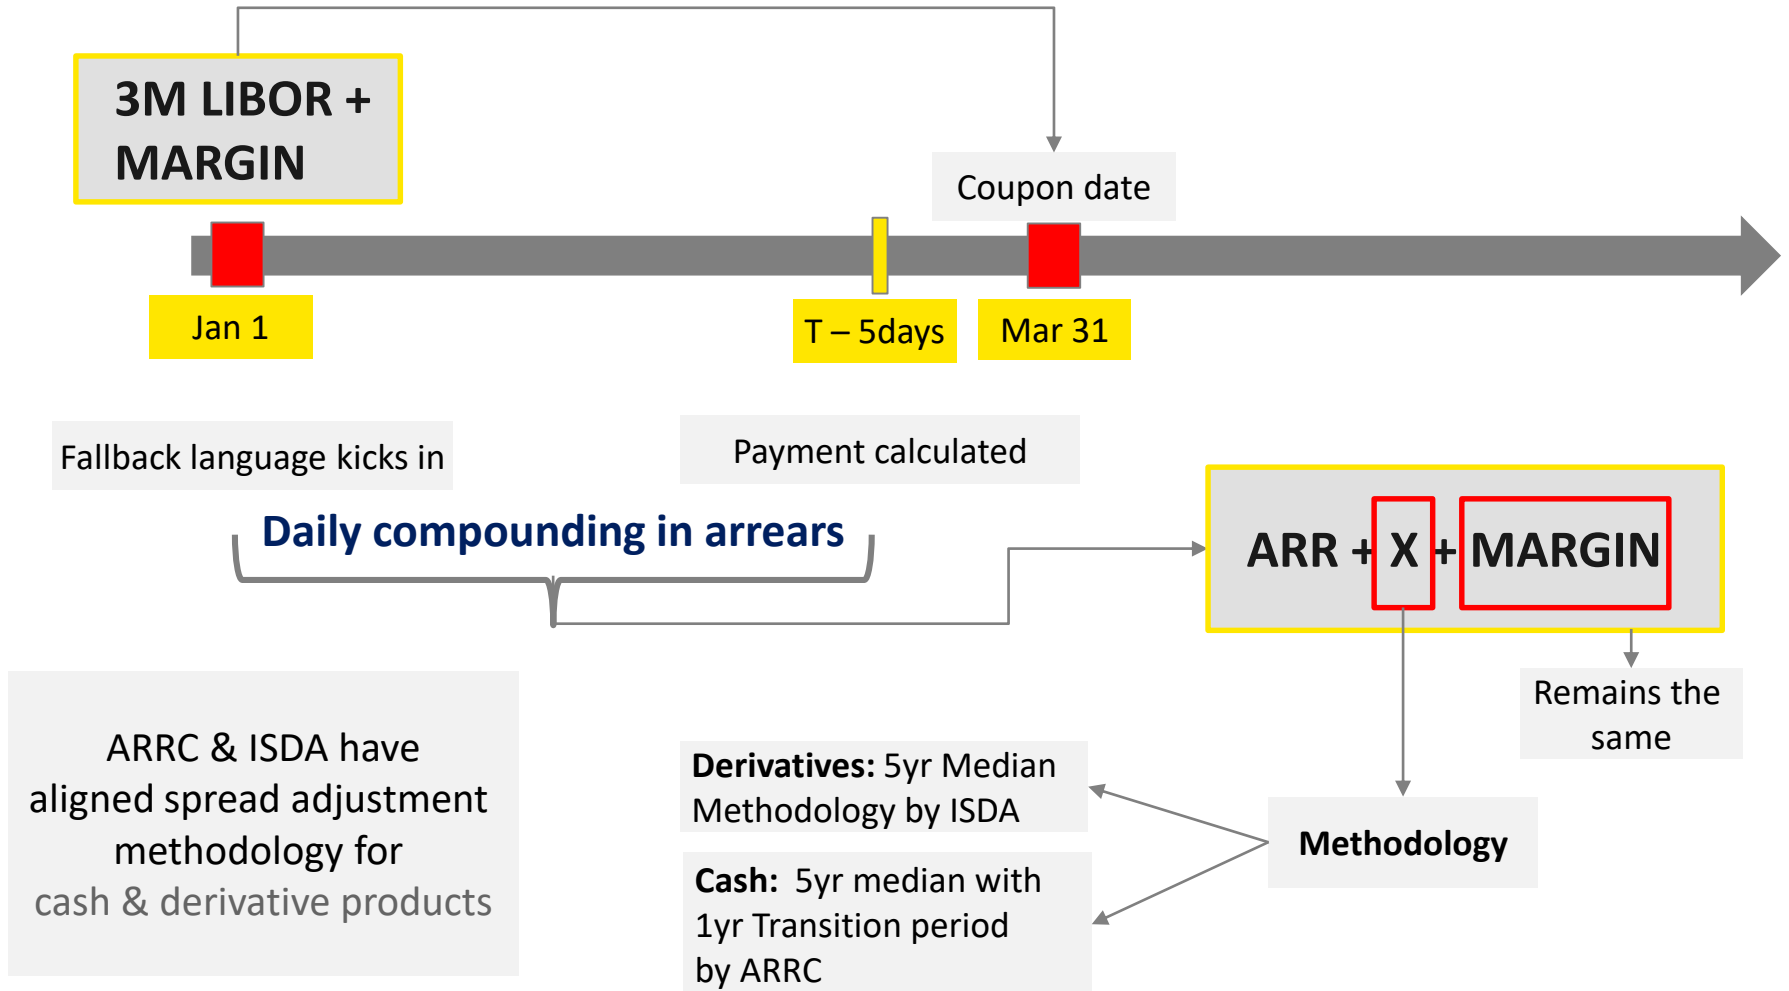 3M LIBOR +
MARGIN
Coupon date
Jan 1
T – 5days
Mar 31
Fallback language kicks in
Payment calculated
Daily compounding in arrears
ARR + X + MARGIN
Remains the
same
ARRC & ISDA have
aligned spread adjustment
methodology for
cash & derivative products
Derivatives: 5yr Median
Methodology by ISDA
Methodology
Cash:  5yr median with
1yr Transition period
by ARRC